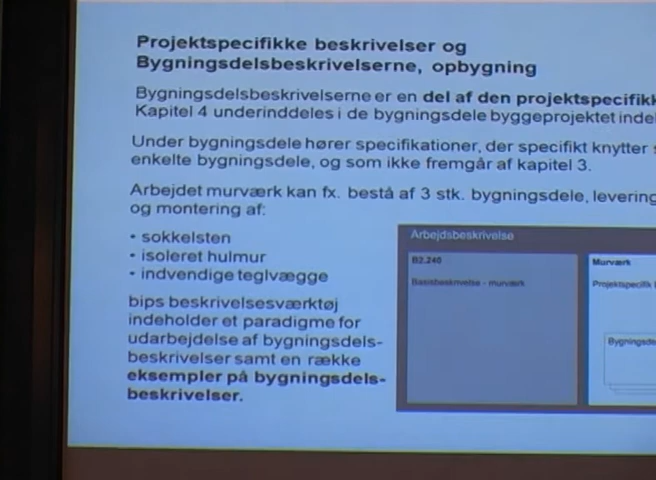 Projektspecifikke beskrivelser og
Bygningsdelsbeskrivelserne, opbygning
Bygningsdelsbeskrivelserne er en del af den projektspecifikk
Kapitel 4 underinddeles i de bygningsdele byggeprojektet inde
Under bygningsdele hører specifikationer, der specifikt knytter s
enkelte bygningsdele, og som ikke fremgår af kapitel 3.
Arbejdet murværk kan fx. bestå af 3 stk. bygningsdele, levering
og montering af:
• sokkelsten
• isoleret hulmur
• indvendige teglvægge
bips beskrivelsesværktøj
indeholder et paradigme for
udarbejdelse af bygningsdels-
beskrivelser samt en række
eksempler på bygningsdels-
beskrivelser.
Arbejdsbeskrivelse
B2.240
Basisbeskrivelse - murværk
Murværk
Projektspecifik
Bygningsde